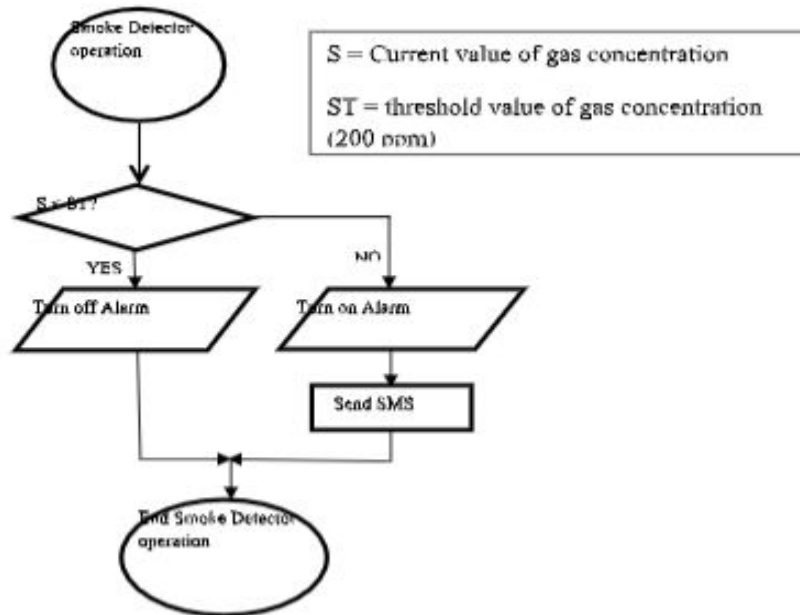 Smoke Detector
operation
S = Current value of gas concentration
ST = threshold value of gas concentration
(200 ppm)
S < ST?
YES
NO
Turn off Alarm
Turn on Alarm
Send SMS
End Smoke Detector
operation